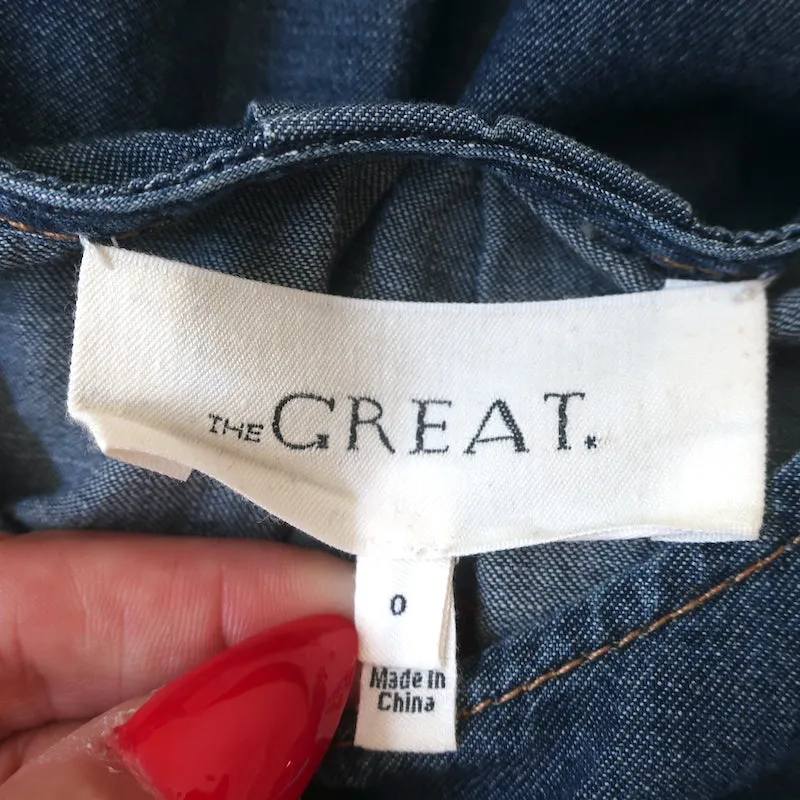 THE GREAT.
0
Made in
China